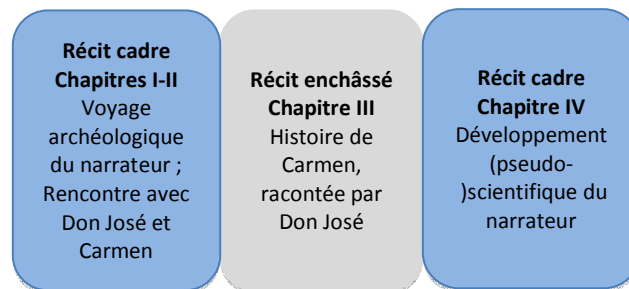 Récit cadre
Chapitres I-II
Voyage
archéologique
du narrateur ;
Rencontre avec
Don José et
Carmen
Récit enchâssé
Chapitre III
Histoire de
Carmen,
racontée par
Don José
Récit cadre
Chapitre IV
Développement
(pseudo-
)scientifique du
narrateur